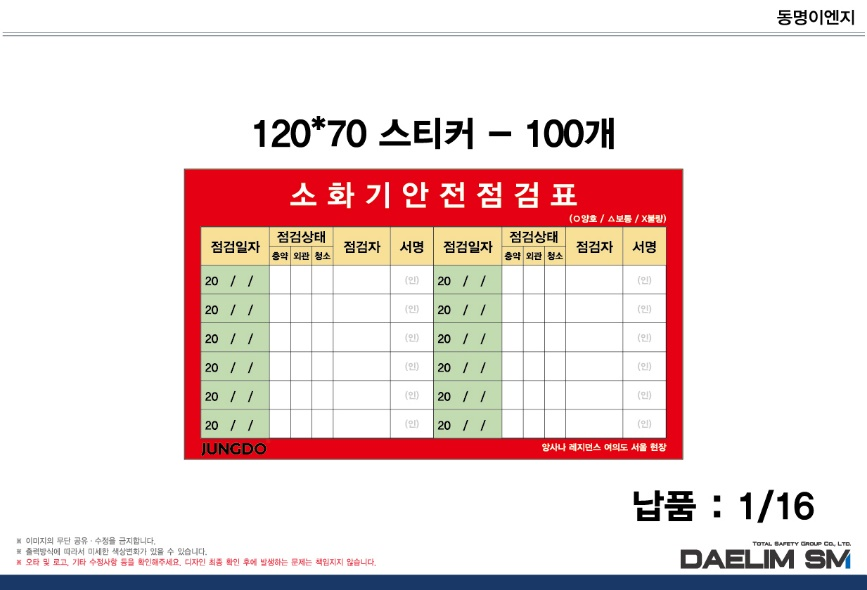 동명이엔지
120*70 스티커 - 100개
소화기안전점검표
(○양호 / △보통 / X불량)
점검일자 점검상태 점검자 서명 점검일자 점검상태 점검자 서명
충약 외관 청소 충약 외관 청소
20 / / (인) 20 / / (인)
20 / / (인) 20 / / (인)
20 / / (인) 20 / / (인)
20 / / (인) 20 / / (인)
20 / / (인) 20 / / (인)
20 / / (인) 20 / / (인)
JUNGDO 앙사나 레지던스 여의도 서울 현장
납품 : 1/16
※ 이미지의 무단 공유 · 수정을 금지합니다.
※ 출력방식에 따라서 미세한 색상변화가 있을 수 있습니다.
※ 오타 및 로고, 기타 수정사항 등을 확인해주세요. 디자인 최종 확인 후에 발생하는 문제는 책임지지 않습니다.
TOTAL SAFETY GROUP CO., LTD.
DAELIM SM